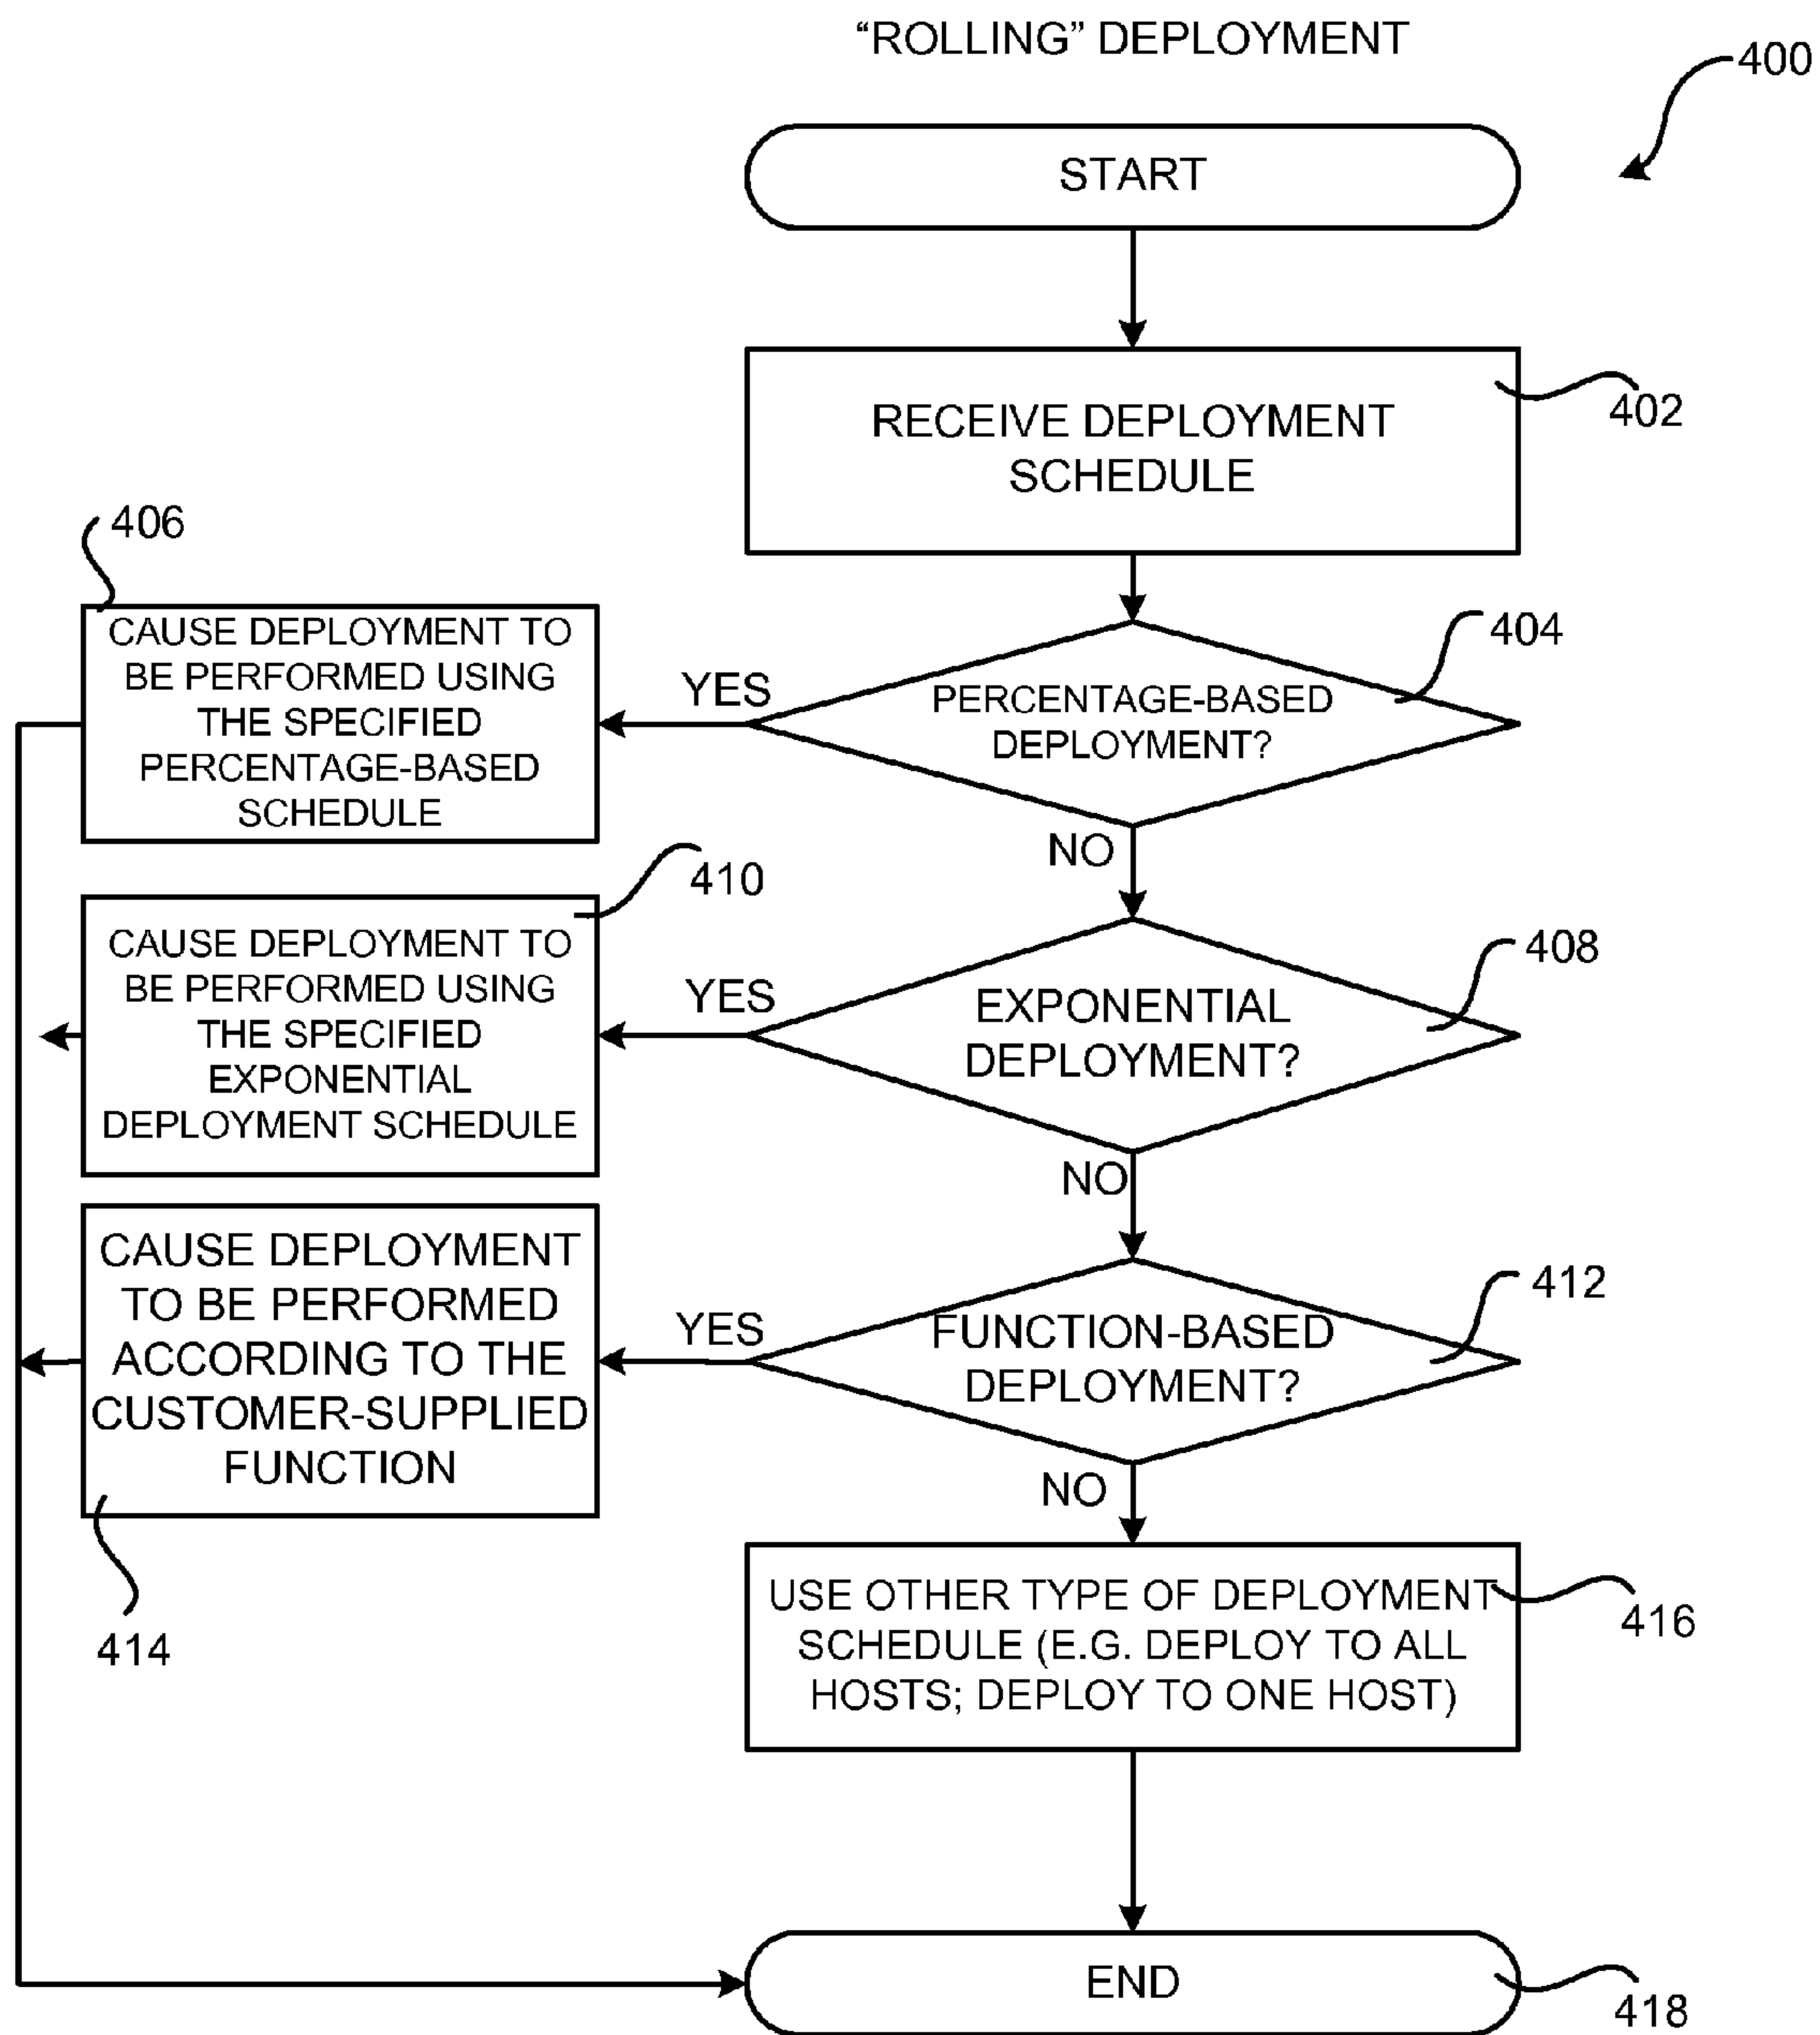 “ROLLING” DEPLOYMENT
400
START
RECEIVE DEPLOYMENT
SCHEDULE
402
406
CAUSE DEPLOYMENT TO
BE PERFORMED USING
THE SPECIFIED
PERCENTAGE-BASED
SCHEDULE
YES
PERCENTAGE-BASED
DEPLOYMENT?
404
NO
410
CAUSE DEPLOYMENT TO
BE PERFORMED USING
THE SPECIFIED
EXPONENTIAL
DEPLOYMENT SCHEDULE
YES
EXPONENTIAL
DEPLOYMENT?
408
NO
CAUSE DEPLOYMENT
TO BE PERFORMED
ACCORDING TO THE
CUSTOMER-SUPPLIED
FUNCTION
414
YES
FUNCTION-BASED
DEPLOYMENT?
412
NO
USE OTHER TYPE OF DEPLOYMENT
SCHEDULE (E.G. DEPLOY TO ALL
HOSTS; DEPLOY TO ONE HOST)
416
END
418